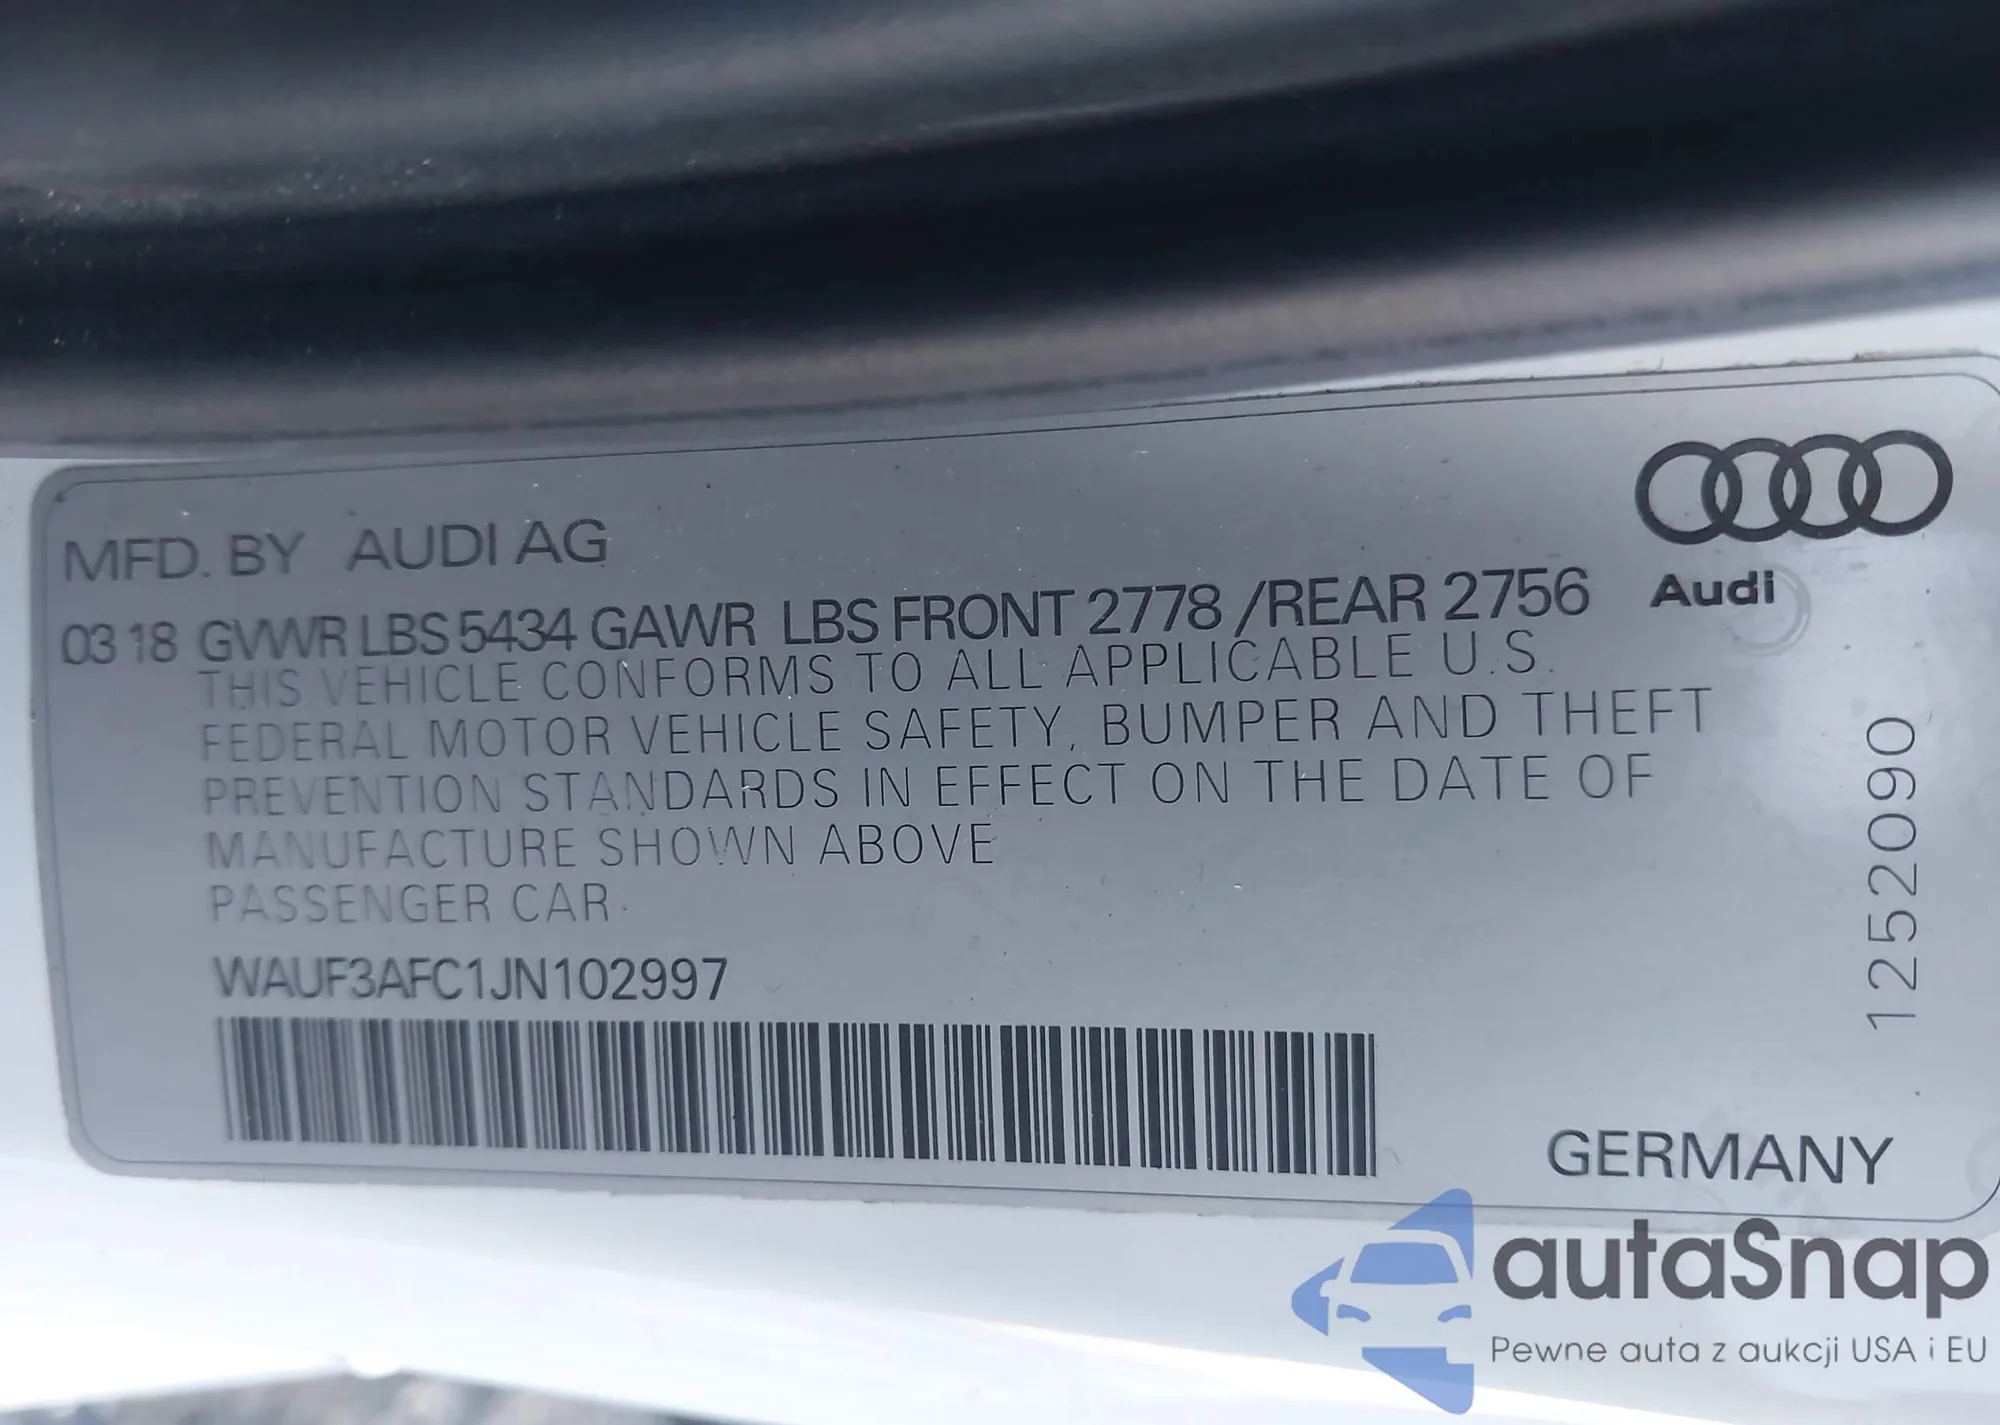 MFD. BY AUDI AG
03 18 GVWR LBS 5434 GAWR LBS FRONT 2778 /REAR 2756
THIS VEHICLE CONFORMS TO ALL APPLICABLE U.S.
FEDERAL MOTOR VEHICLE SAFETY, BUMPER AND THEFT
PREVENTION STANDARDS IN EFFECT ON THE DATE OF
MANUFACTURE SHOWN ABOVE
PASSENGER CAR
WAUF3AFC1JN102997
Audi
1252090
GERMANY
autaSnap
Pewne auta z aukcji USA i EU